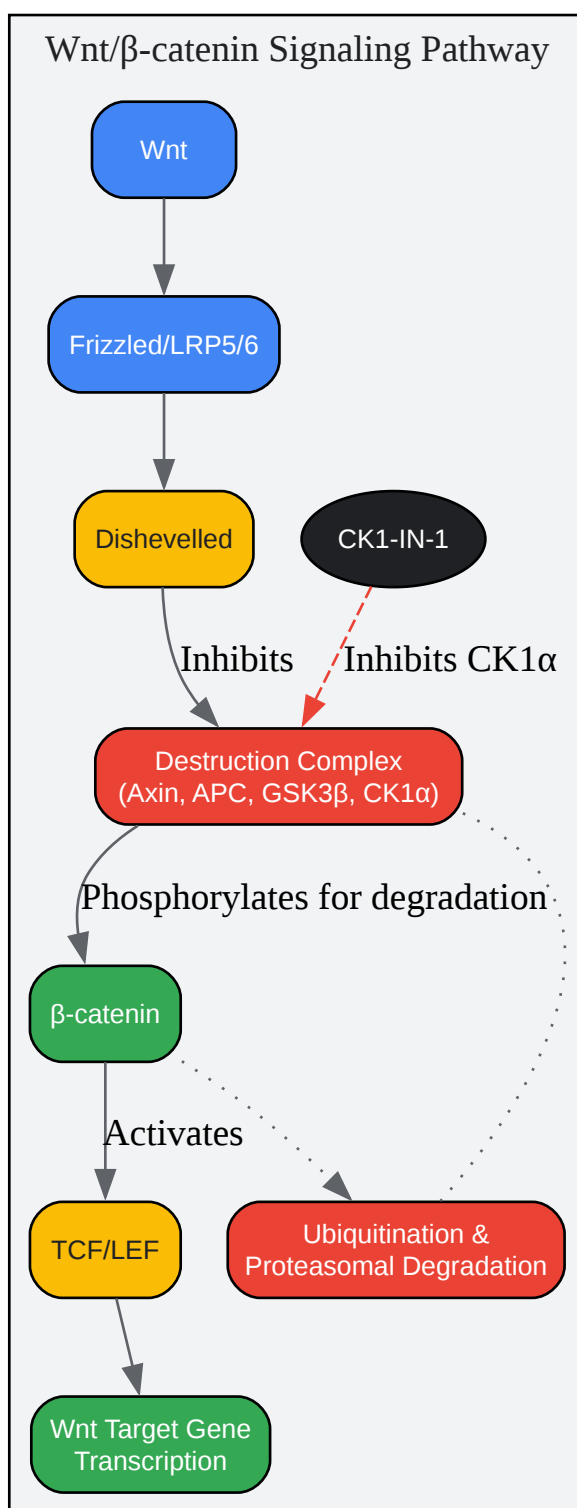 Wnt/β-catenin Signaling Pathway
Wnt
Frizzled/LRP5/6
Dishevelled
CK1-IN-1
Inhibits
Inhibits CK1α
Destruction Complex
(Axin, APC, GSK3β, CK1α)
Phosphorylates for degradation
β-catenin
Activates
TCF/LEF
Ubiquitination &
Proteasomal Degradation
Wnt Target Gene
Transcription